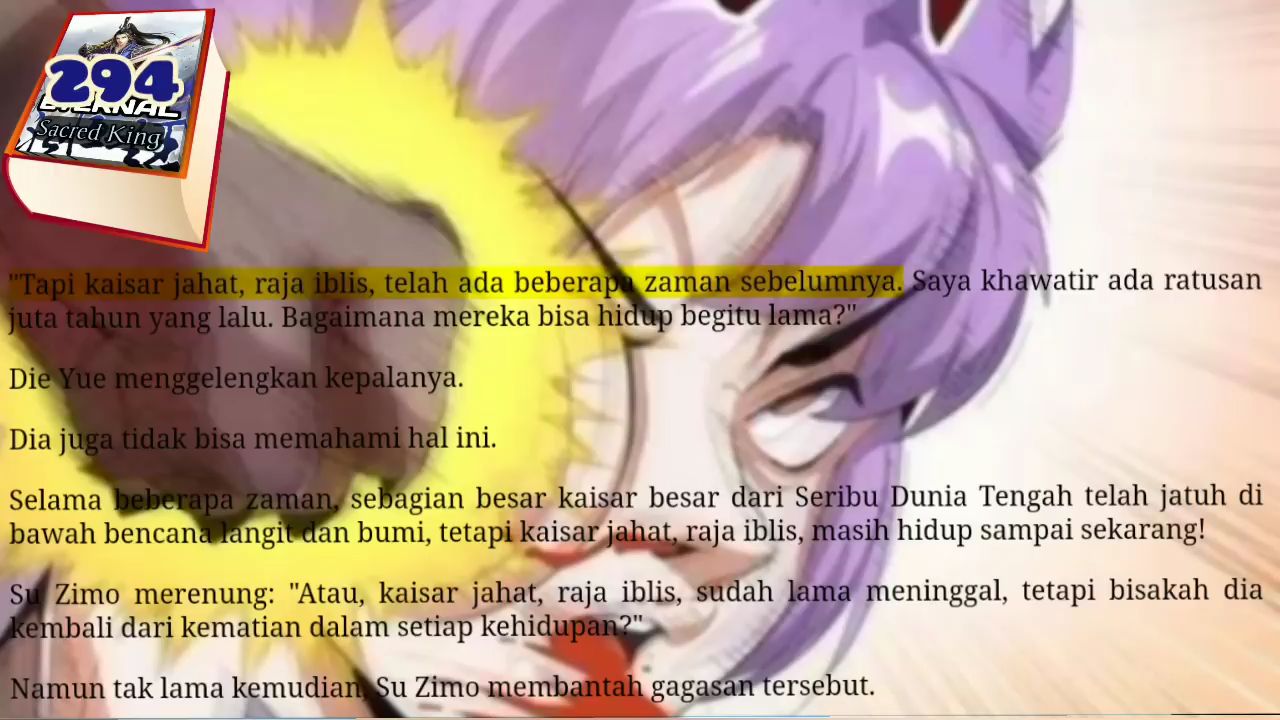 294
ETERNAL
Sacred King
"Tapi kaisar jahat, raja iblis, telah ada beberapa zaman sebelumnya. Saya khawatir ada ratusan
juta tahun yang lalu. Bagaimana mereka bisa hidup begitu lama?"
Die Yue menggelengkan kepalanya.
Dia juga tidak bisa memahami hal ini.
Selama beberapa zaman, sebagian besar kaisar besar dari Seribu Dunia Tengah telah jatuh di
bawah bencana langit dan bumi, tetapi kaisar jahat, raja iblis, masih hidup sampai sekarang!
Su Zimo merenung: "Atau, kaisar jahat, raja iblis, sudah lama meninggal, tetapi bisakah dia
kembali dari kematian dalam setiap kehidupan?"
Namun tak lama kemudian, Su Zimo membantah gagasan tersebut.